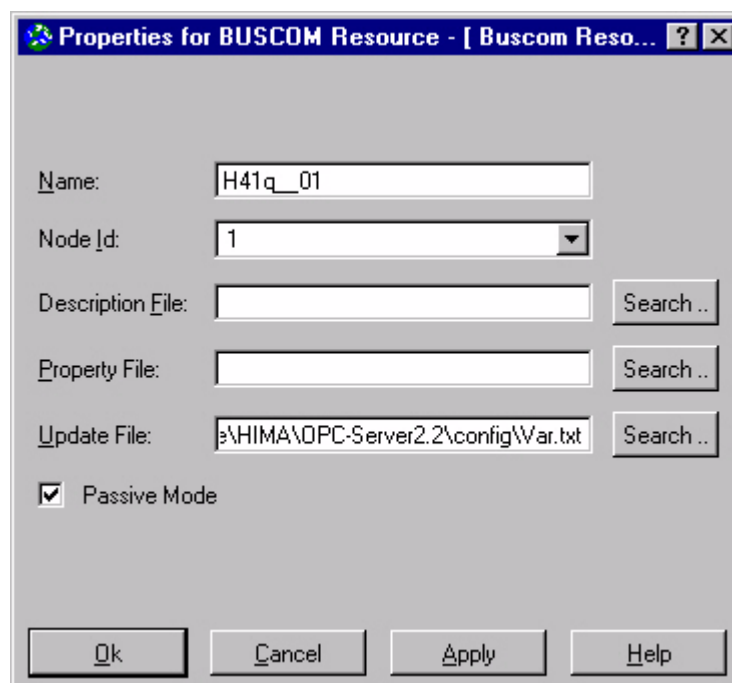 Properties for BUSCOM Resource - [ Buscom Reso... ? X
Name: H41q__01
Node Id: 1
Description File: Search ..
Property File: Search ..
Update File: e\HIMA\OPC-Server2.2\config\Var.txt Search ..
Passive Mode
Ok Cancel Apply Help